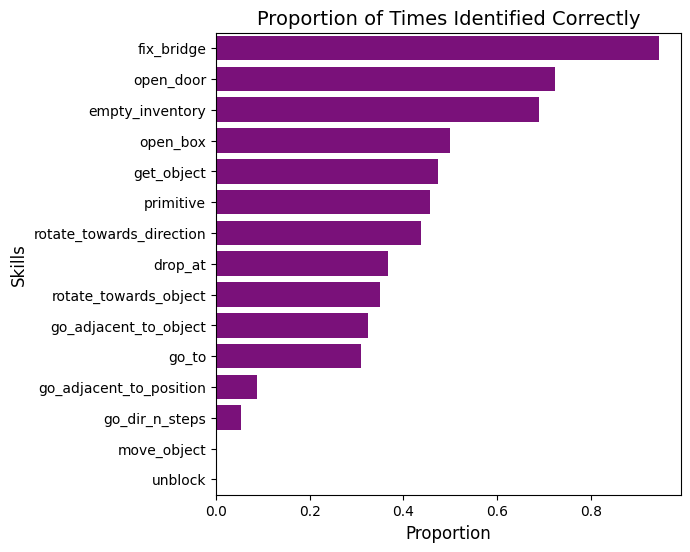 Proportion of Times Identified Correctly
fix_bridge
open_door
empty_inventory
open_box
get_object
primitive
rotate_towards_direction
drop_at
rotate_towards_object
go_adjacent_to_object
go_to
go_adjacent_to_position
go_dir_n_steps
move_object
unblock
Skills
0.0 0.2 0.4 0.6 0.8
Proportion